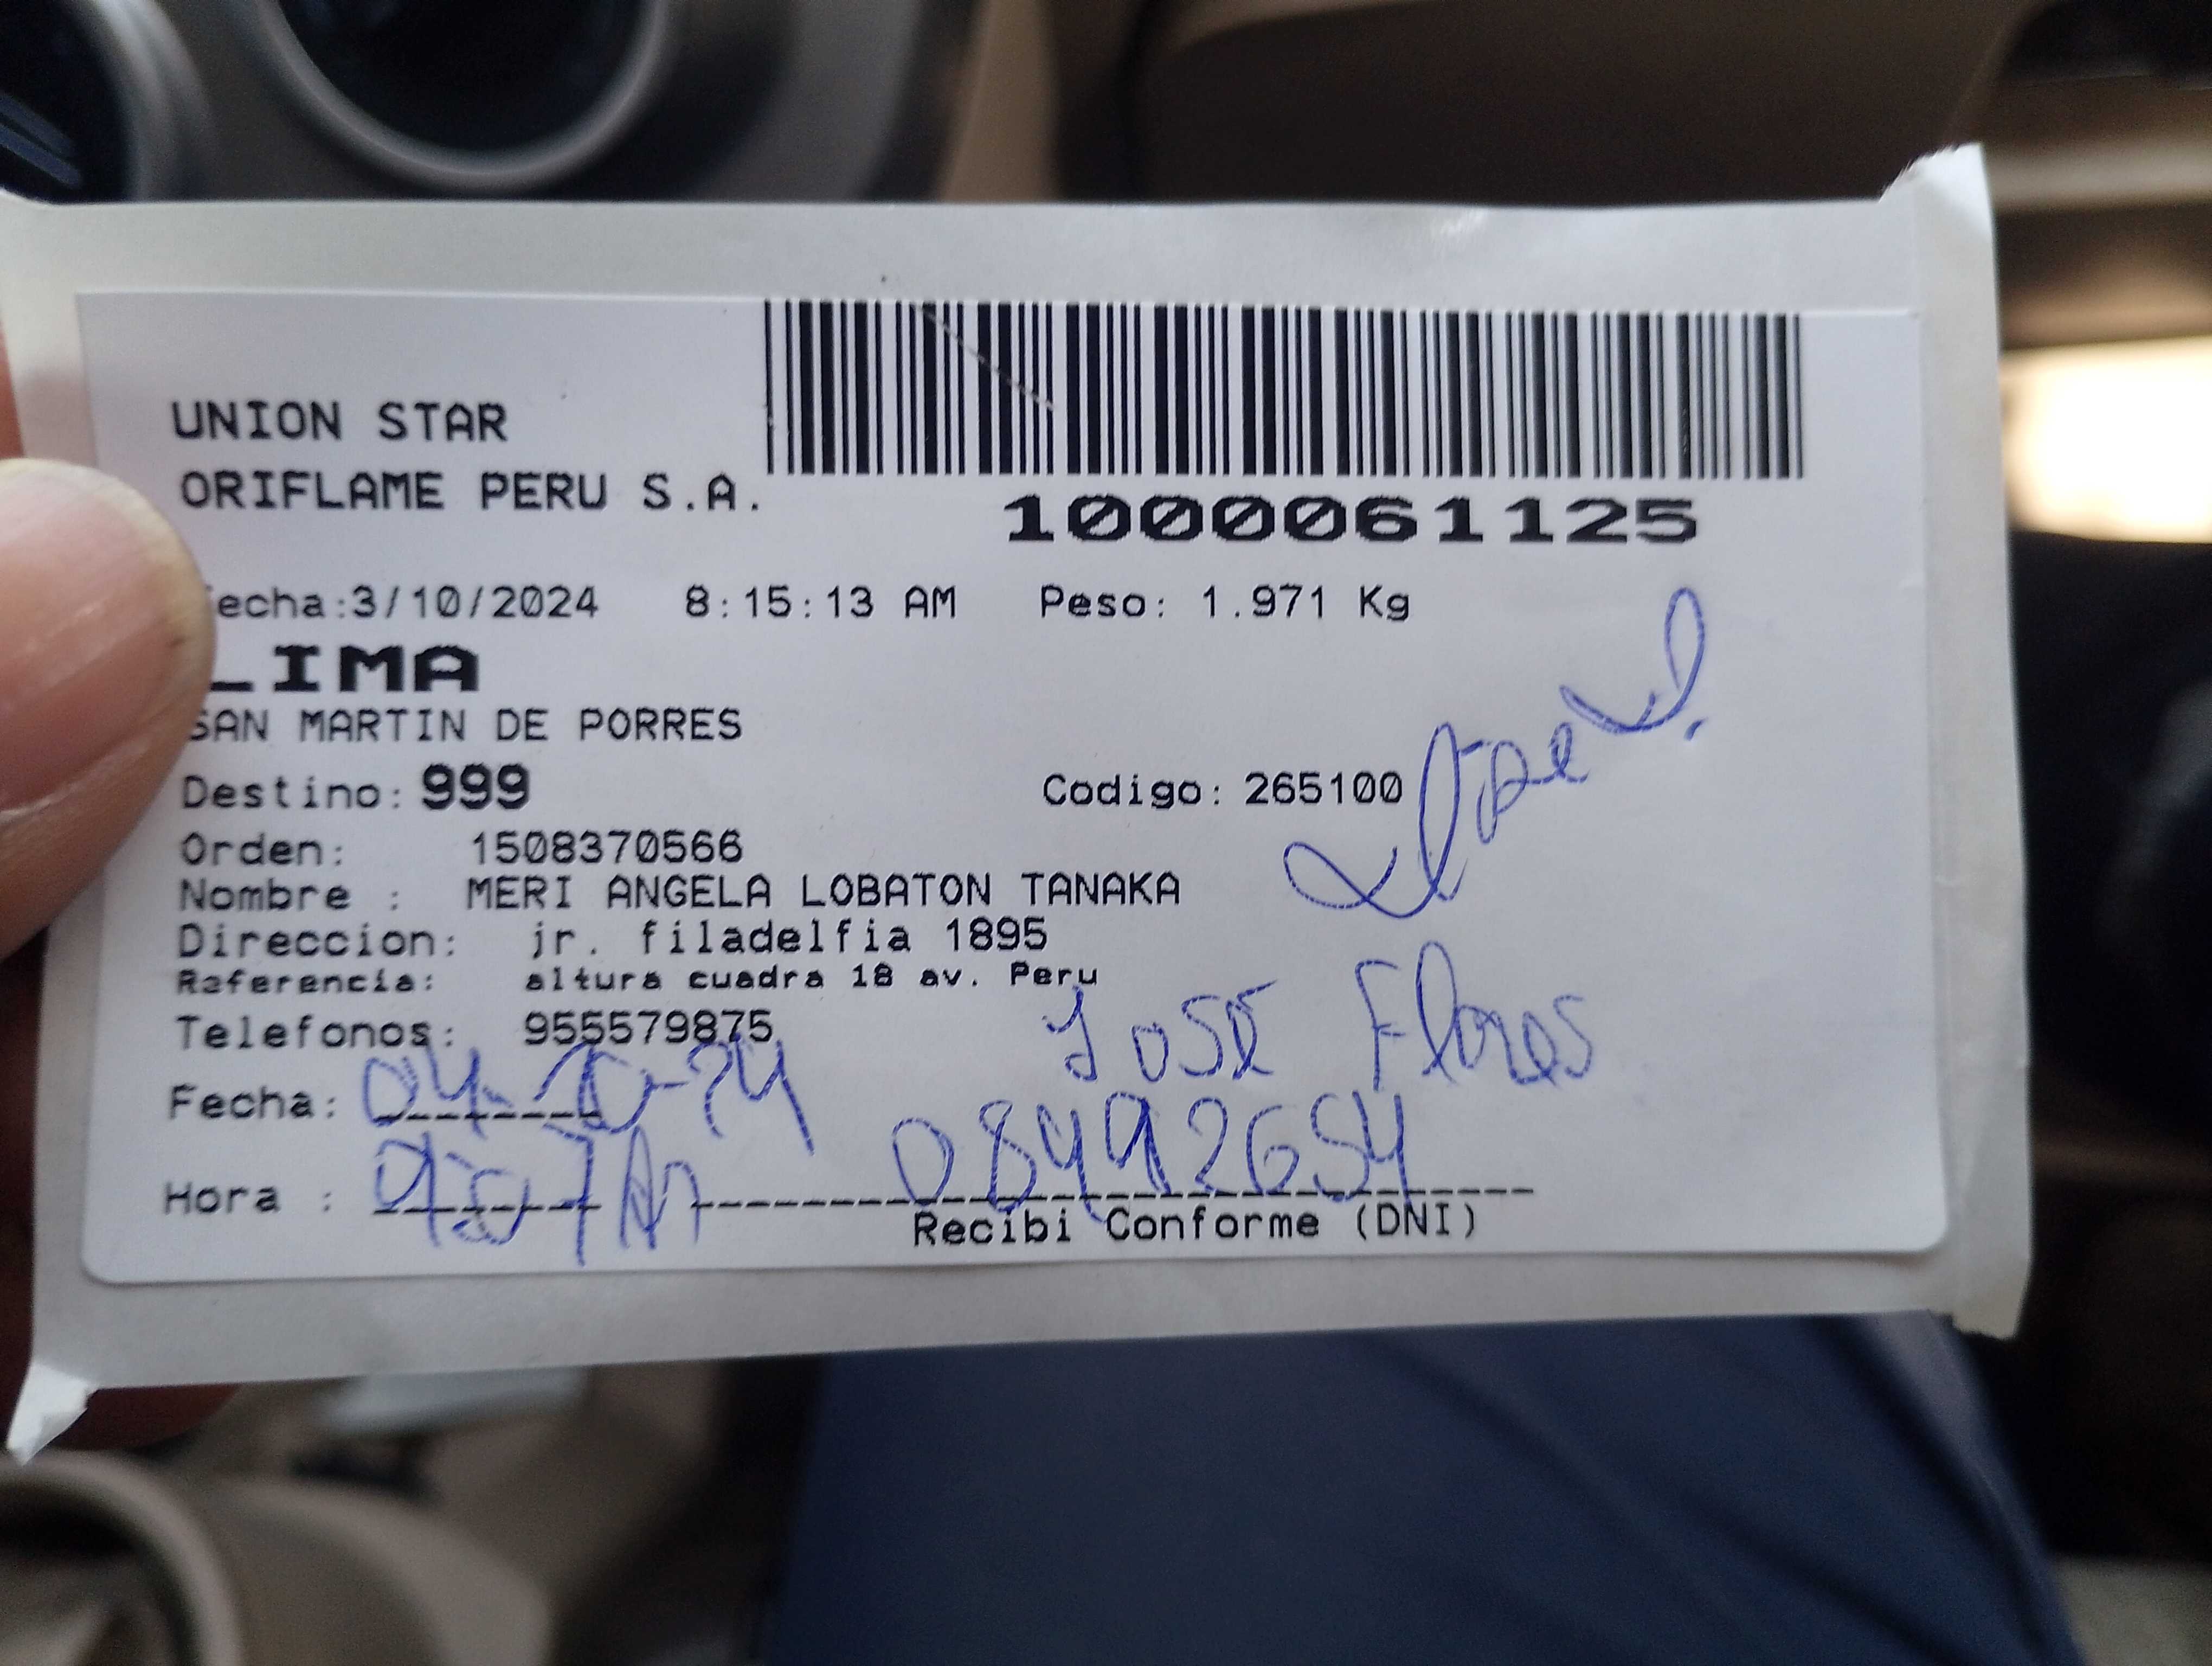 UNION STAR
ORIFLAME PERU S.A.
1000061125
echa:3/10/2024 8:15:13 AM Peso: 1.971 Kg
LIMA
SAN MARTIN DE PORRES
Destino: 999 Codigo: 265100
Orden: 1508370566
Nombre : MERI ANGELA LOBATON TANAKA
Direccion: jr. filadelfia 1895
Referencia: altura cuadra 18 av. Peru
Telefonos: 955579875
José Flores
Fecha: 04-10-24
08492654
Hora :
Recibi Conforme (DNI)